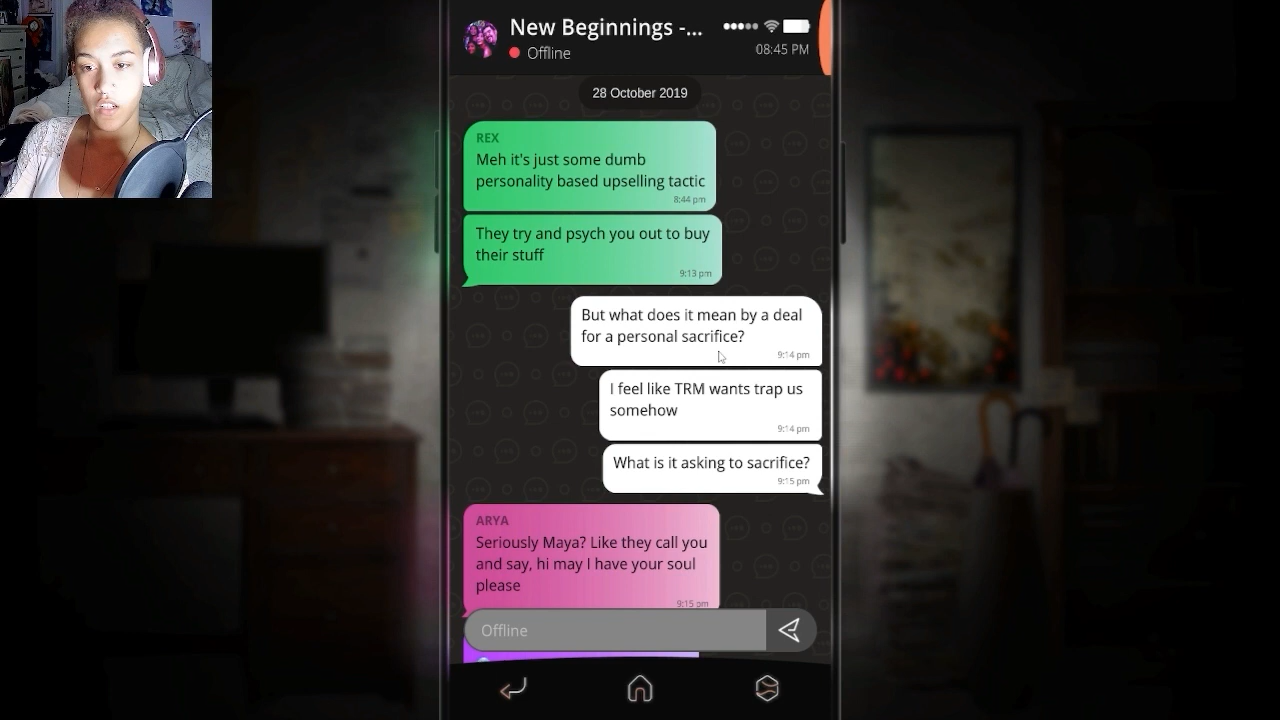 New Beginnings -...
Offline
08:45 PM
28 October 2019
REX
Meh it's just some dumb
personality based upselling tactic
8:44 pm
They try and psych you out to buy
their stuff
9:13 pm
But what does it mean by a deal
for a personal sacrifice?
9:14 pm
I feel like TRM wants trap us
somehow
9:14 pm
What is it asking to sacrifice?
9:15 pm
ARYA
Seriously Maya? Like they call you
and say, hi may I have your soul
please
9:15 pm
Offline